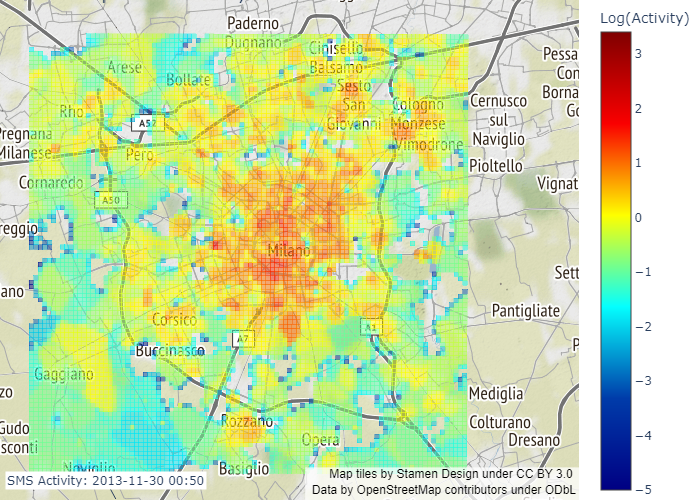 Log(Activity)
3
2
1
0
−1
−2
−3
−4
−5
Paderno
Dugnano
Cinisello
Balsamo
Sesto
San
Giovanni
Cologno
Monzese
Vimodrone
Arese
Bollate
Rho
A52
Pero
Pregnana
Milanese
Cornaredo
A50
reggio
Milano
Cernusco
sul
Naviglio
Pioltello
Pessa
Con
Borna
Go
Vignat
Sett
Pantigliate
P
ano
Corsico
Buccinasco
A7
A1
Gaggiano
zo
Gudo
sconti
Noviglio
Rozzano
Opera
Basiglio
Mediglia
Colturano
Dresano
SMS Activity: 2013-11-30 00:50
Map tiles by Stamen Design under CC BY 3.0
Data by OpenStreetMap contributors under ODbL